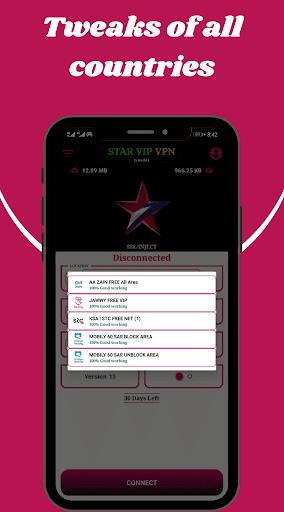 Tweaks of all
countries
3:42
STAR VIP VPN
12.89 MB
966.25 KB
SSL/INJECT
Disconnected
LOCATION
AA ZAIN FREE All Area
100% Good working
JAWWY FREE VIP
100% Good working
KSA | STC FREE NET (1)
100% Good working
MOBILY 60 SAR BLOCK AREA
100% Good working
MOBILY 60 SAR UNBLOCK AREA
100% Good working
Version 13
30 Days Left
CONNECT